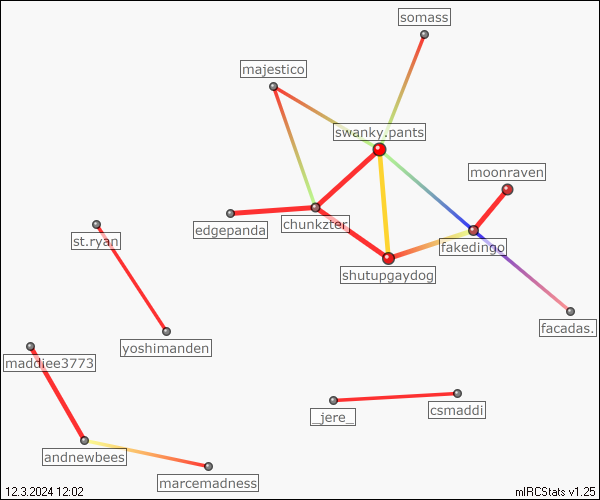 somass
majestico
swanky.pants
moonraven
edgepanda
chunkzter
st.ryan
fakedingo
shutupgaydog
facadas.
yoshimanden
maddiee3773
_jere_
csmaddi
andnewbees
marcemadness
12.3.2024 12:02
mIRCStats v1.25